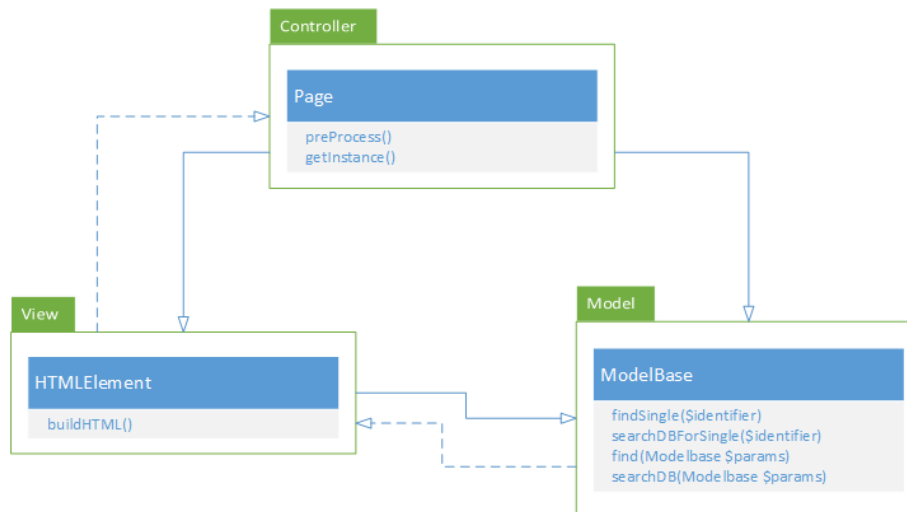 Controller
Page
preProcess()
getInstance()
View
HTMLElement
buildHTML()
Model
ModelBase
findSingle($identifier)
searchDBForSingle($identifier)
find(Modelbase $params)
searchDB(Modelbase $params)